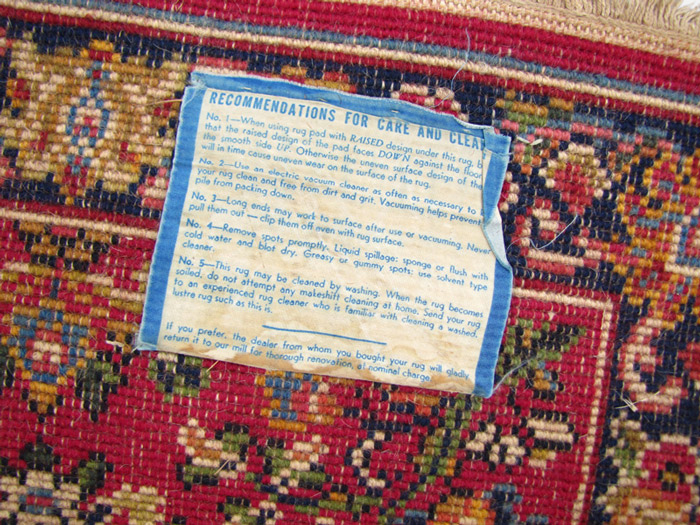 RECOMMENDATIONS FOR CARE AND
No. 1—When using rug pad with RAISED design under this rug,
that the raised design of the pad faces DOWN against the floor
the smooth side UP. Otherwise the uneven surface design of the
will in time cause uneven wear on the surface of the rug.
No. 2—Use an electric vacuum cleaner as often as necessary to
your rug clean and free from dirt and grit. Vacuuming helps prevent
pile from packing down.
No. 3—Long ends may work to surface after use or vacuuming. Never
pull them out — clip them off even with rug surface.
No. 4—Remove spots promptly. Liquid spillage: sponge or flush with
cold water and blot dry. Greasy or gummy spots: use solvent type
cleaner.
No. 5—This rug may be cleaned by washing. When the rug becomes
soiled, do not attempt any makeshift cleaning at home. Send your rug
to an experienced rug cleaner who is familiar with cleaning a washed,
lustre rug such as this is.
If you prefer, the dealer from whom you bought your rug will gladly
return it to our mill for thorough renovation, at nominal charge.